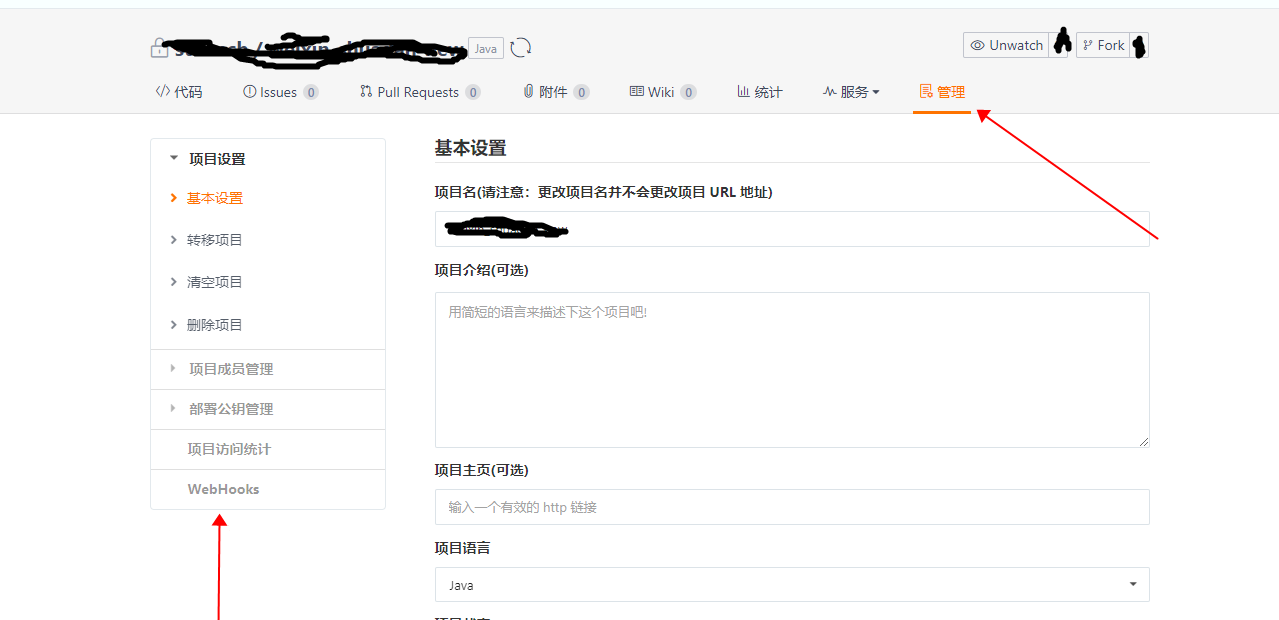 Java
Unwatch
Fork
代码
Issues 0
Pull Requests 0
附件 0
Wiki 0
统计
服务
管理
项目设置
基本设置
转移项目
清空项目
删除项目
项目成员管理
部署公钥管理
项目访问统计
WebHooks
基本设置
项目名(请注意：更改项目名并不会更改项目 URL 地址)
项目介绍(可选)
用简短的语言来描述下这个项目吧!
项目主页(可选)
输入一个有效的 http 链接
项目语言
Java